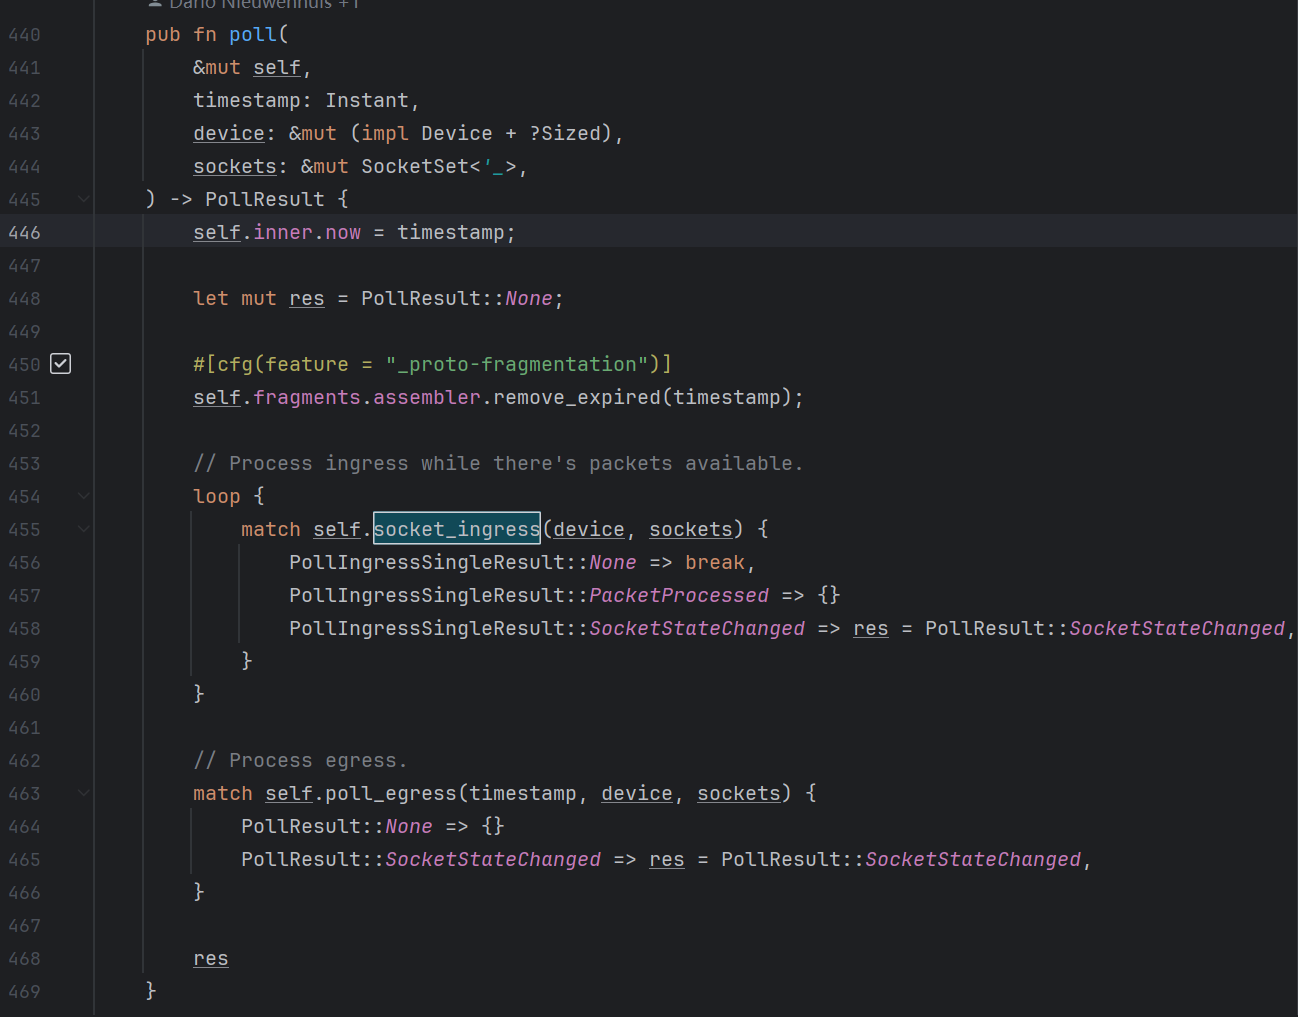 Dario Nieuwenhuis +1
440 pub fn poll(
441 &mut self,
442 timestamp: Instant,
443 device: &mut (impl Device + ?Sized),
444 sockets: &mut SocketSet<'_>,
445 ) -> PollResult {
446 self.inner.now = timestamp;
447
448 let mut res = PollResult::None;
449
450 #[cfg(feature = "_proto-fragmentation")]
451 self.fragments.assembler.remove_expired(timestamp);
452
453 // Process ingress while there's packets available.
454 loop {
455 match self.socket_ingress(device, sockets) {
456 PollIngressSingleResult::None => break,
457 PollIngressSingleResult::PacketProcessed => {}
458 PollIngressSingleResult::SocketStateChanged => res = PollResult::SocketStateChanged,
459 }
460 }
461
462 // Process egress.
463 match self.poll_egress(timestamp, device, sockets) {
464 PollResult::None => {}
465 PollResult::SocketStateChanged => res = PollResult::SocketStateChanged,
466 }
467
468 res
469 }